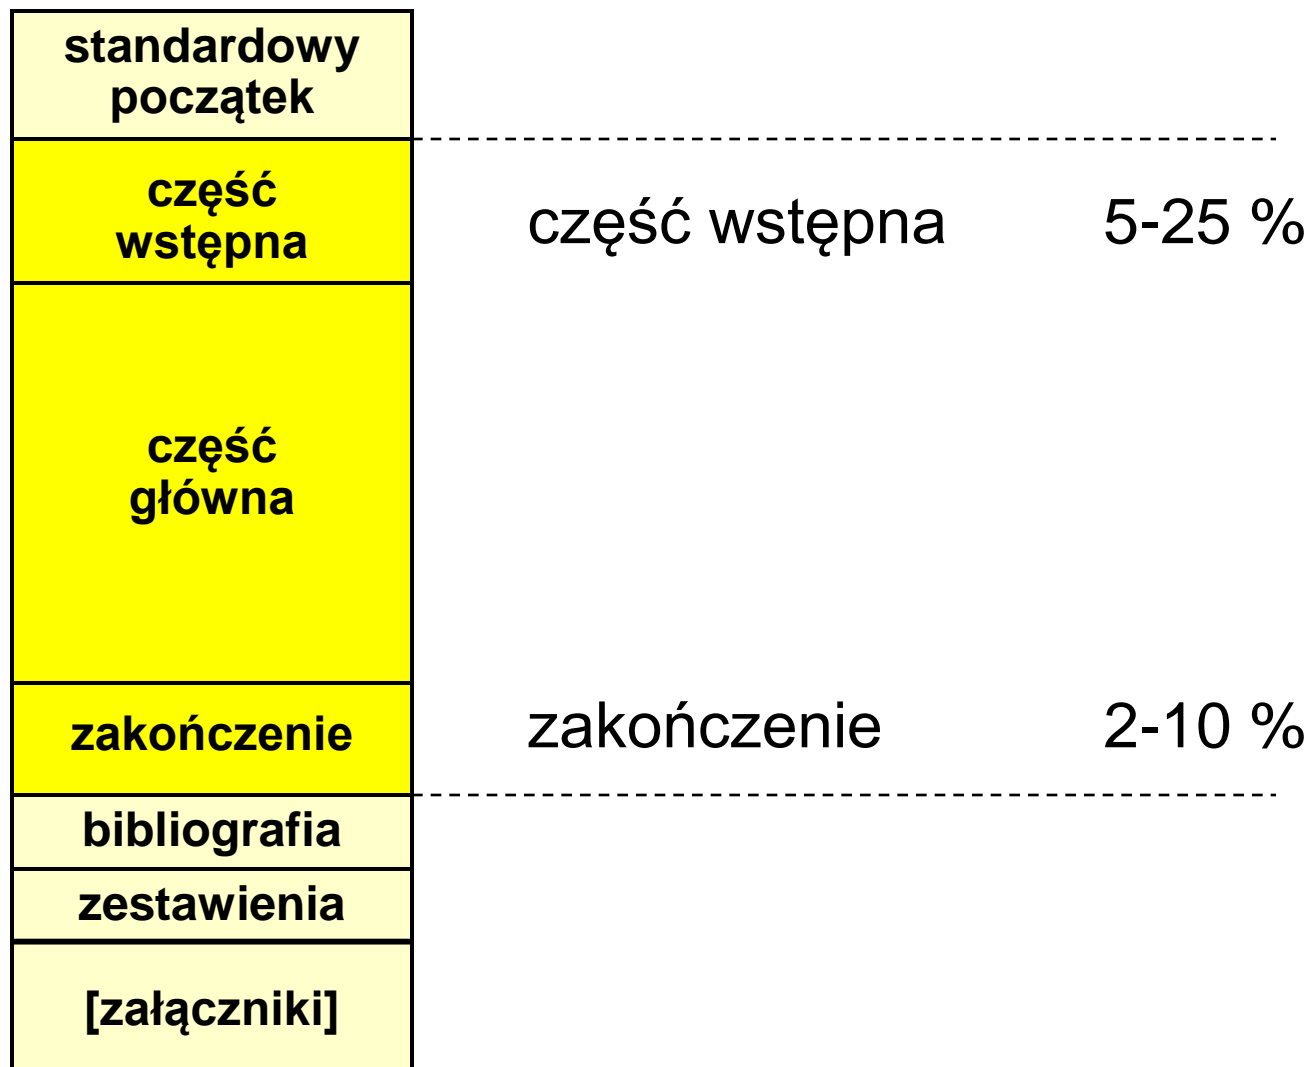 standardowy
początek
część
wstępna
część wstępna 5-25 %
część
główna
zakończenie
zakończenie 2-10 %
bibliografia
zestawienia
[załączniki]